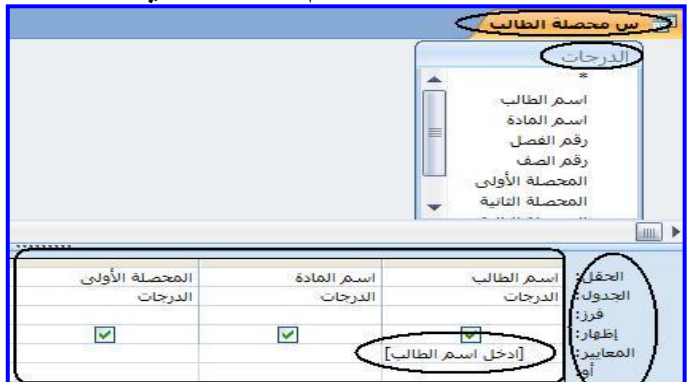 س محصلة الطالب
الدرجات
*
اسم الطالب
اسم المادة
رقم الفصل
رقم الصف
المحصلة الأولى
المحصلة الثانية
الحقل: اسم الطالب اسم المادة المحصلة الأولى
الجدول: الدرجات الدرجات الدرجات
فرز:
إظهار:
المعايير: [ادخل اسم الطالب]
أو: